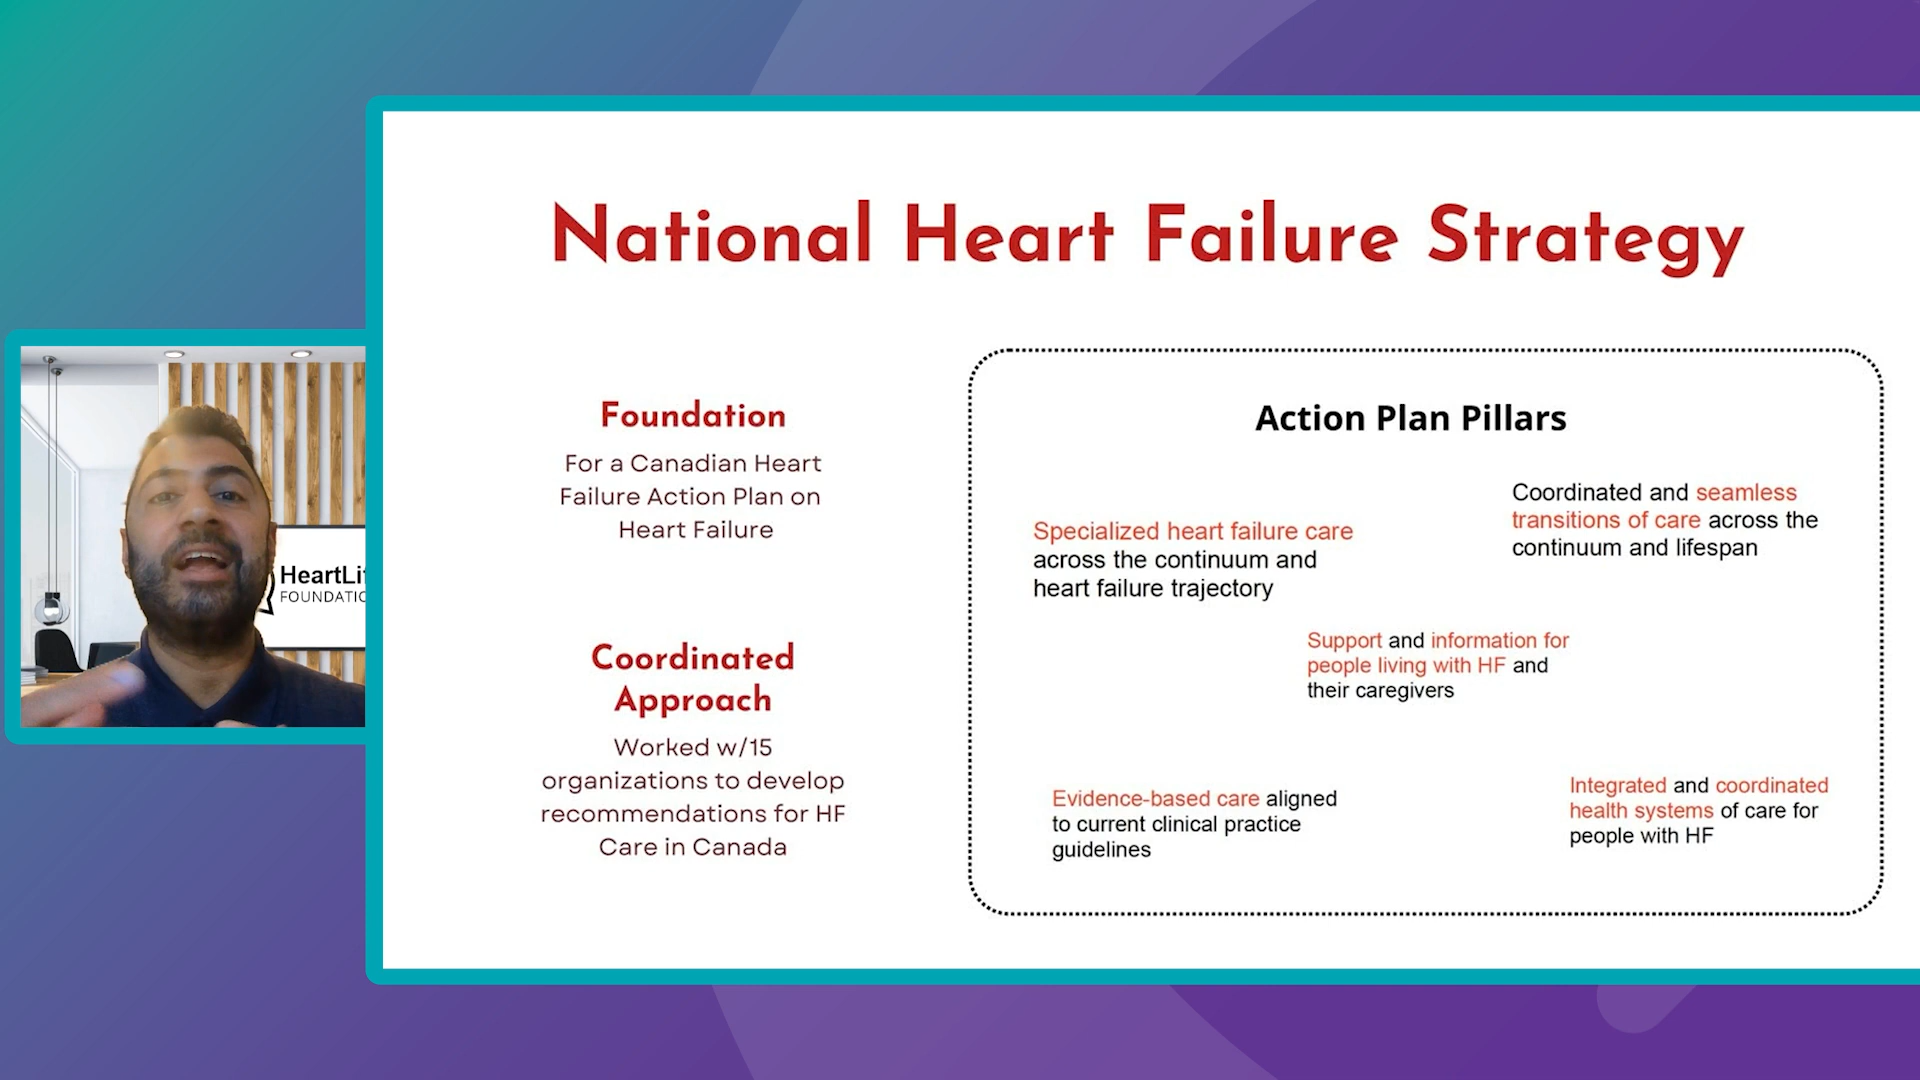 National Heart Failure Strategy
HeartLif
FOUNDATIO
Foundation
For a Canadian Heart
Failure Action Plan on
Heart Failure
Coordinated
Approach
Worked w/15
organizations to develop
recommendations for HF
Care in Canada
Action Plan Pillars
Specialized heart failure care
across the continuum and
heart failure trajectory
Coordinated and seamless
transitions of care across the
continuum and lifespan
Support and information for
people living with HF and
their caregivers
Evidence-based care aligned
to current clinical practice
guidelines
Integrated and coordinated
health systems of care for
people with HF